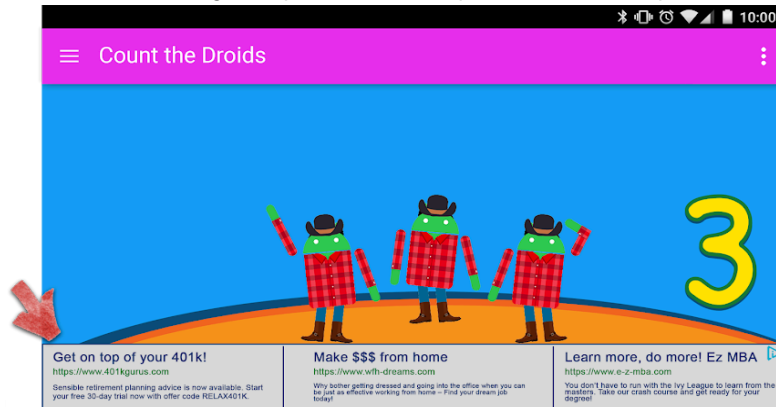 10:00
Count the Droids
3
Get on top of your 401k!
https://www.401kgurus.com
Sensible retirement planning advice is now available. Start
your free 30-day trial now with offer code RELAX401K.
Make $$$ from home
https://www.wfh-dreams.com
Why bother getting dressed and going into the office when you can
be just as effective working from home – Find your dream job
today!
Learn more, do more! Ez MBA
https://www.e-z-mba.com
You don't have to run with the Ivy League to learn from the
masters. Take our crash course and get ready for your
degree!